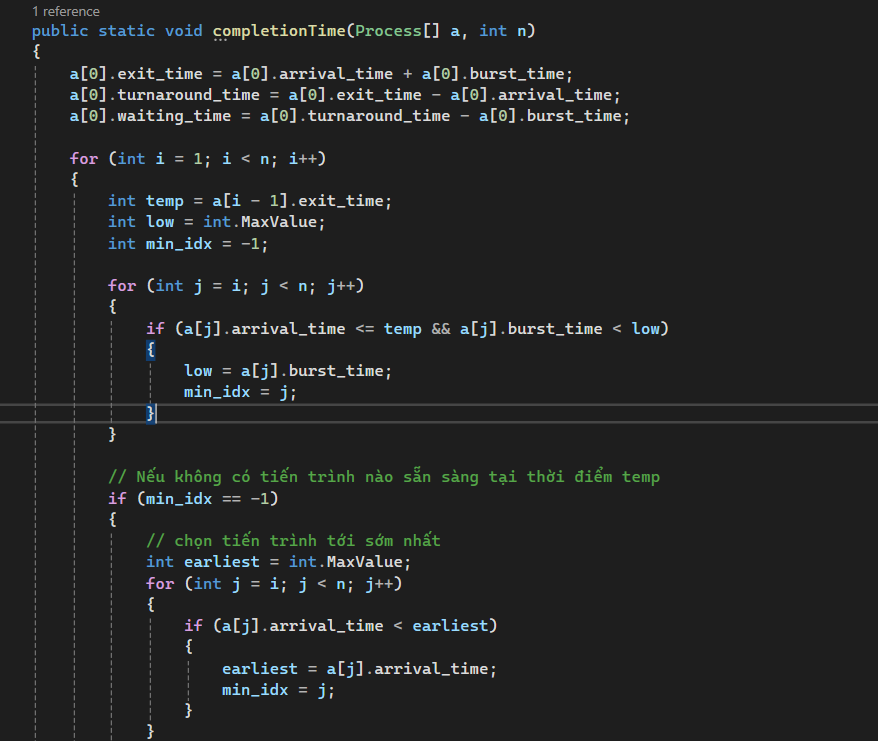 1 reference
public static void completionTime(Process[] a, int n)
{
a[0].exit_time = a[0].arrival_time + a[0].burst_time;
a[0].turnaround_time = a[0].exit_time - a[0].arrival_time;
a[0].waiting_time = a[0].turnaround_time - a[0].burst_time;
for (int i = 1; i < n; i++)
{
int temp = a[i - 1].exit_time;
int low = int.MaxValue;
int min_idx = -1;
for (int j = i; j < n; j++)
{
if (a[j].arrival_time <= temp && a[j].burst_time < low)
{
low = a[j].burst_time;
min_idx = j;
}
}
// Nếu không có tiến trình nào sẵn sàng tại thời điểm temp
if (min_idx == -1)
{
// chọn tiến trình tới sớm nhất
int earliest = int.MaxValue;
for (int j = i; j < n; j++)
{
if (a[j].arrival_time < earliest)
{
earliest = a[j].arrival_time;
min_idx = j;
}
}